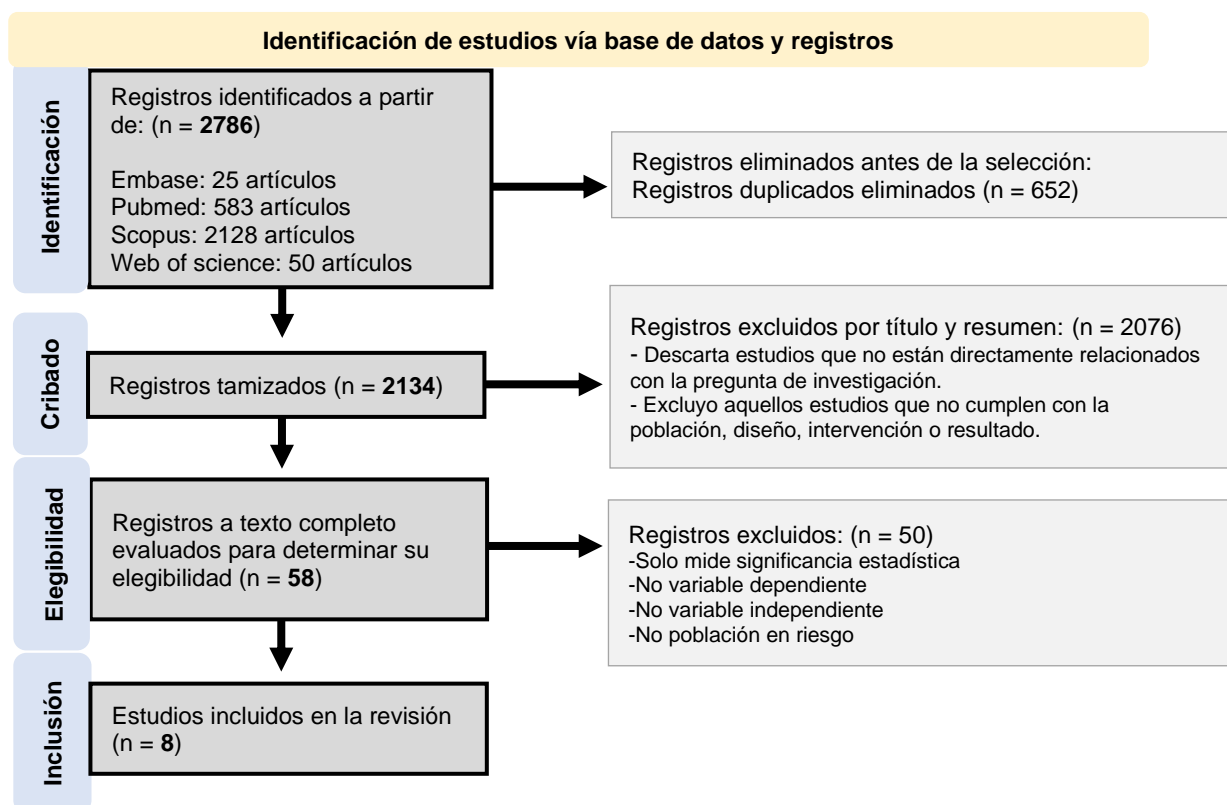 Identificación de estudios vía base de datos y registros
Identificación
Registros identificados a partir
de: (n = 2786)
Embase: 25 artículos
Pubmed: 583 artículos
Scopus: 2128 artículos
Web of science: 50 artículos
Registros eliminados antes de la selección:
Registros duplicados eliminados (n = 652)
Cribado
Registros tamizados (n = 2134)
Registros excluidos por título y resumen: (n = 2076)
- Descarta estudios que no están directamente relacionados
con la pregunta de investigación.
- Excluyo aquellos estudios que no cumplen con la
población, diseño, intervención o resultado.
Elegibilidad
Registros a texto completo
evaluados para determinar su
elegibilidad (n = 58)
Registros excluidos: (n = 50)
-Solo mide significancia estadística
-No variable dependiente
-No variable independiente
-No población en riesgo
Inclusión
Estudios incluidos en la revisión
(n = 8)